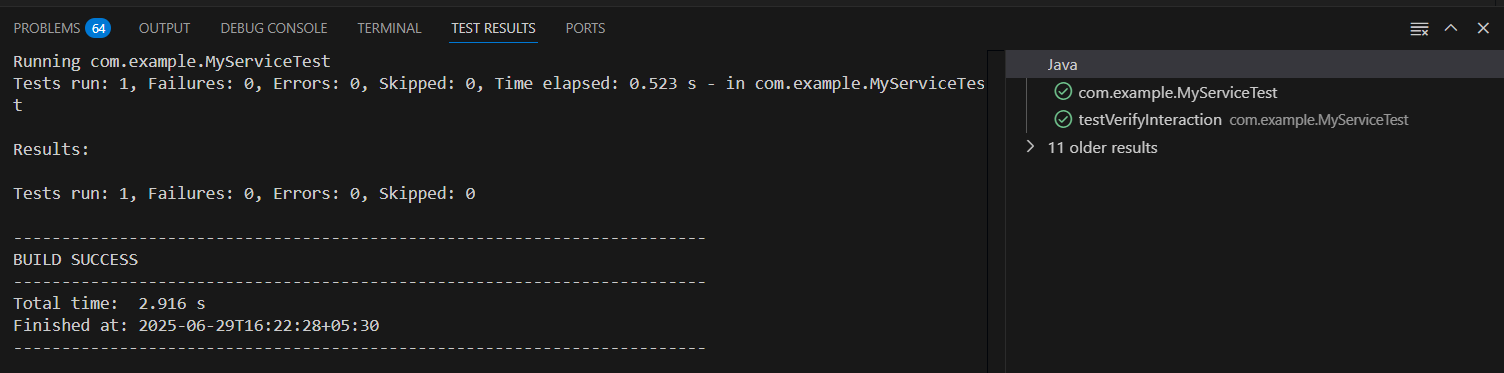 PROBLEMS 64 OUTPUT DEBUG CONSOLE TERMINAL TEST RESULTS PORTS
Running com.example.MyServiceTest
Tests run: 1, Failures: 0, Errors: 0, Skipped: 0, Time elapsed: 0.523 s - in com.example.MyServiceTes
t
Results:
Tests run: 1, Failures: 0, Errors: 0, Skipped: 0
------------------------------------------------------------------------
BUILD SUCCESS
------------------------------------------------------------------------
Total time:  2.916 s
Finished at: 2025-06-29T16:22:28+05:30
------------------------------------------------------------------------
Java
com.example.MyServiceTest
testVerifyInteraction com.example.MyServiceTest
11 older results